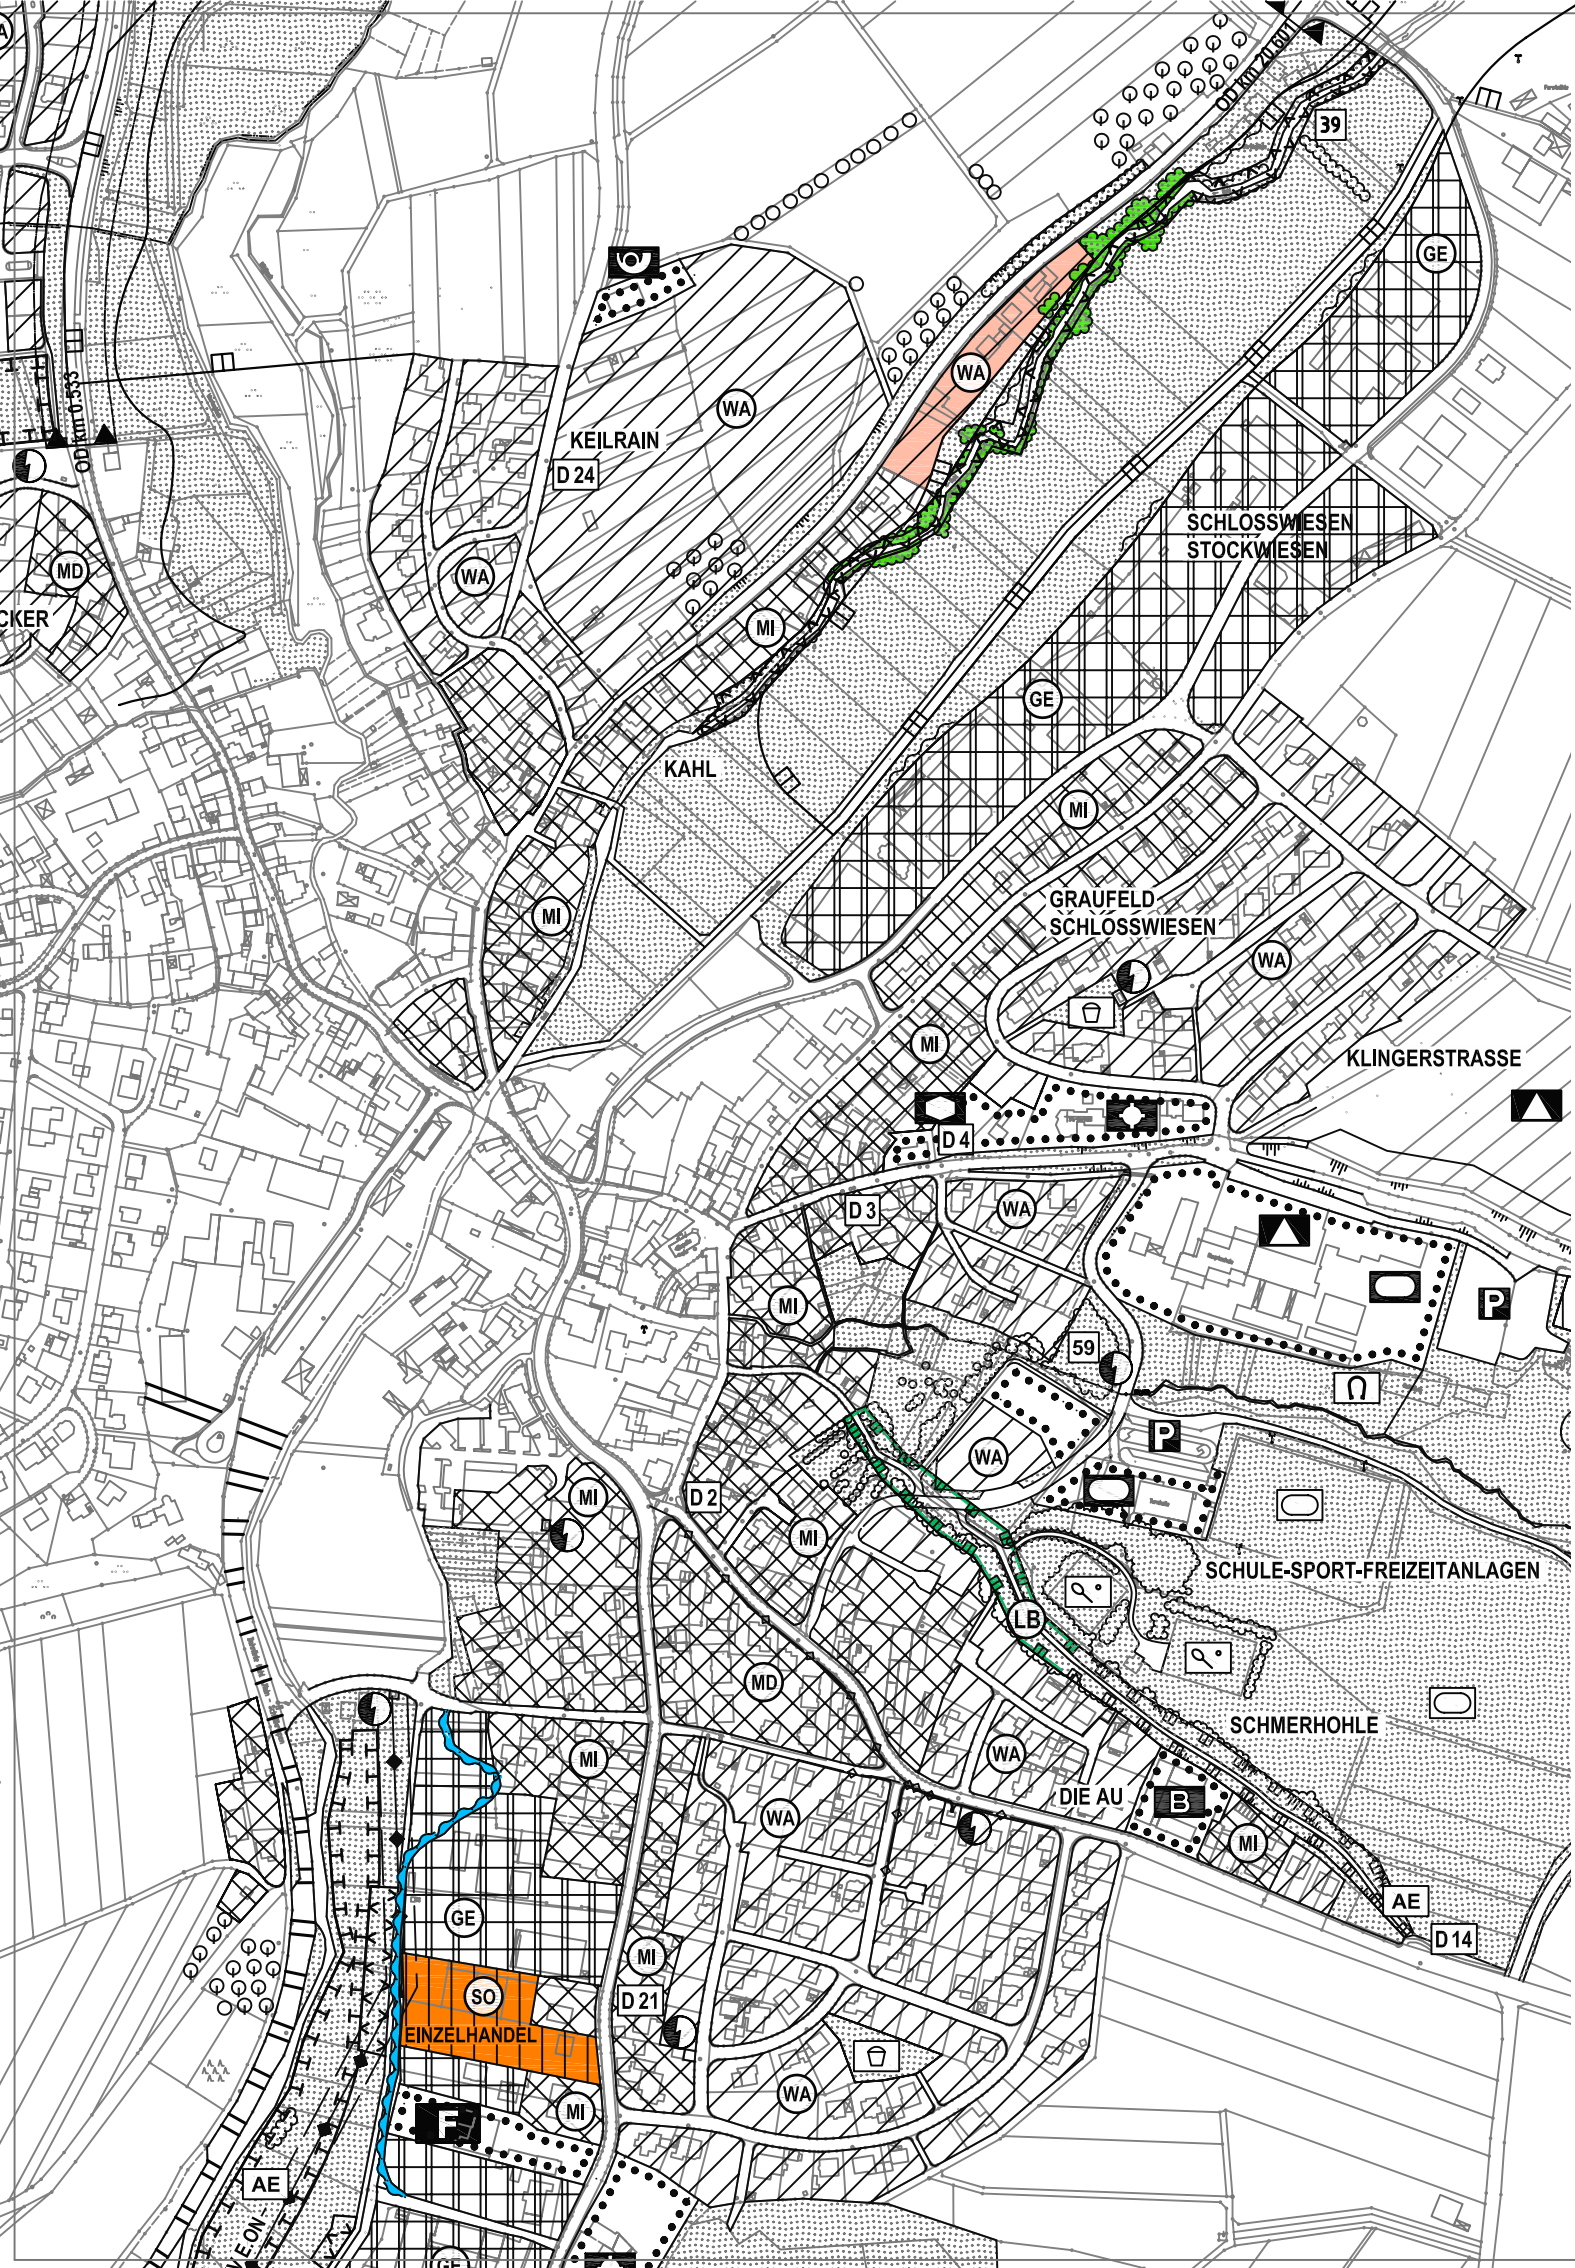 OD km 20.601
39
GE
WA
KEILRAIN
D 24
WA
OD km 0.533
SCHLOSSWIESEN
STOCKWIESEN
MD
WA
CKER
MI
GE
KAHL
MI
GRAUFELD
SCHLOSSWIESEN
MI
WA
MI
KLINGERSTRASSE
D 4
D 3
WA
MI
P
59
P
WA
MI
D 2
MI
SCHULE-SPORT-FREIZEITANLAGEN
LB
MD
SCHMERHOHLE
MI
WA
DIE AU
B
WA
MI
AE
GE
D 14
MI
SO
D 21
EINZELHANDEL
WA
MI
F
AE
GE